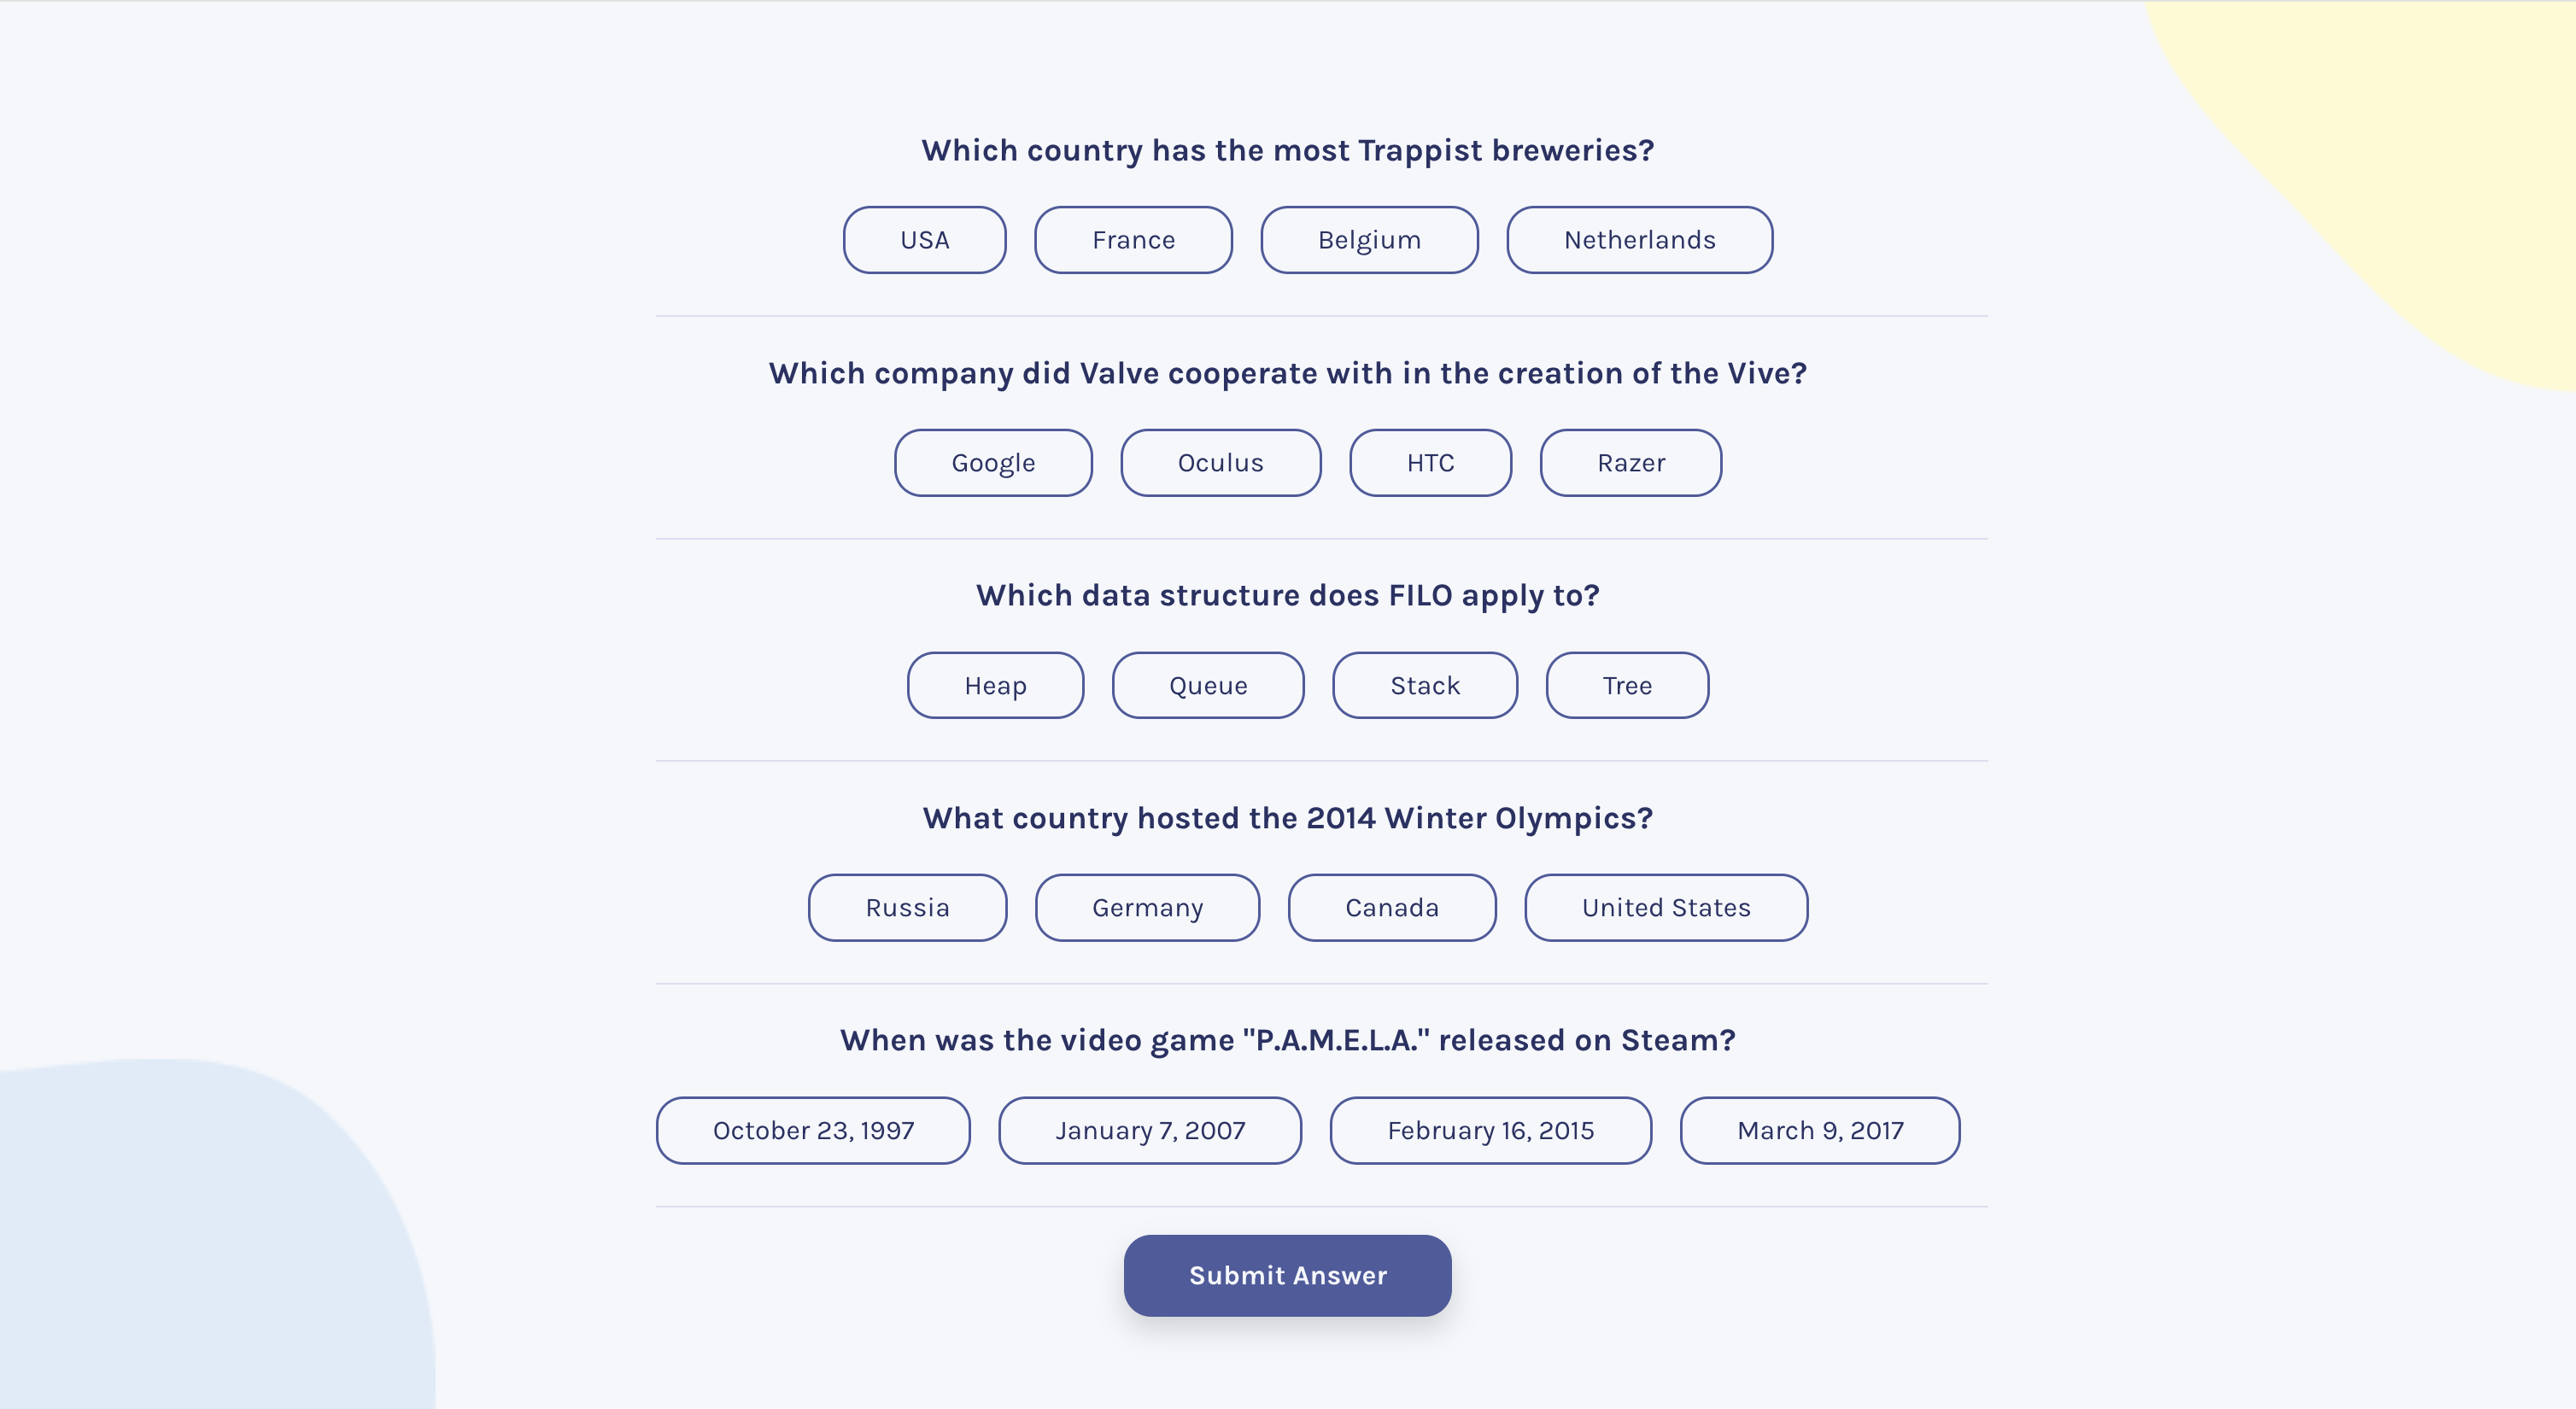 Which country has the most Trappist breweries?
USA France Belgium Netherlands
Which company did Valve cooperate with in the creation of the Vive?
Google Oculus HTC Razer
Which data structure does FILO apply to?
Heap Queue Stack Tree
What country hosted the 2014 Winter Olympics?
Russia Germany Canada United States
When was the video game "P.A.M.E.L.A." released on Steam?
October 23, 1997 January 7, 2007 February 16, 2015 March 9, 2017
Submit Answer